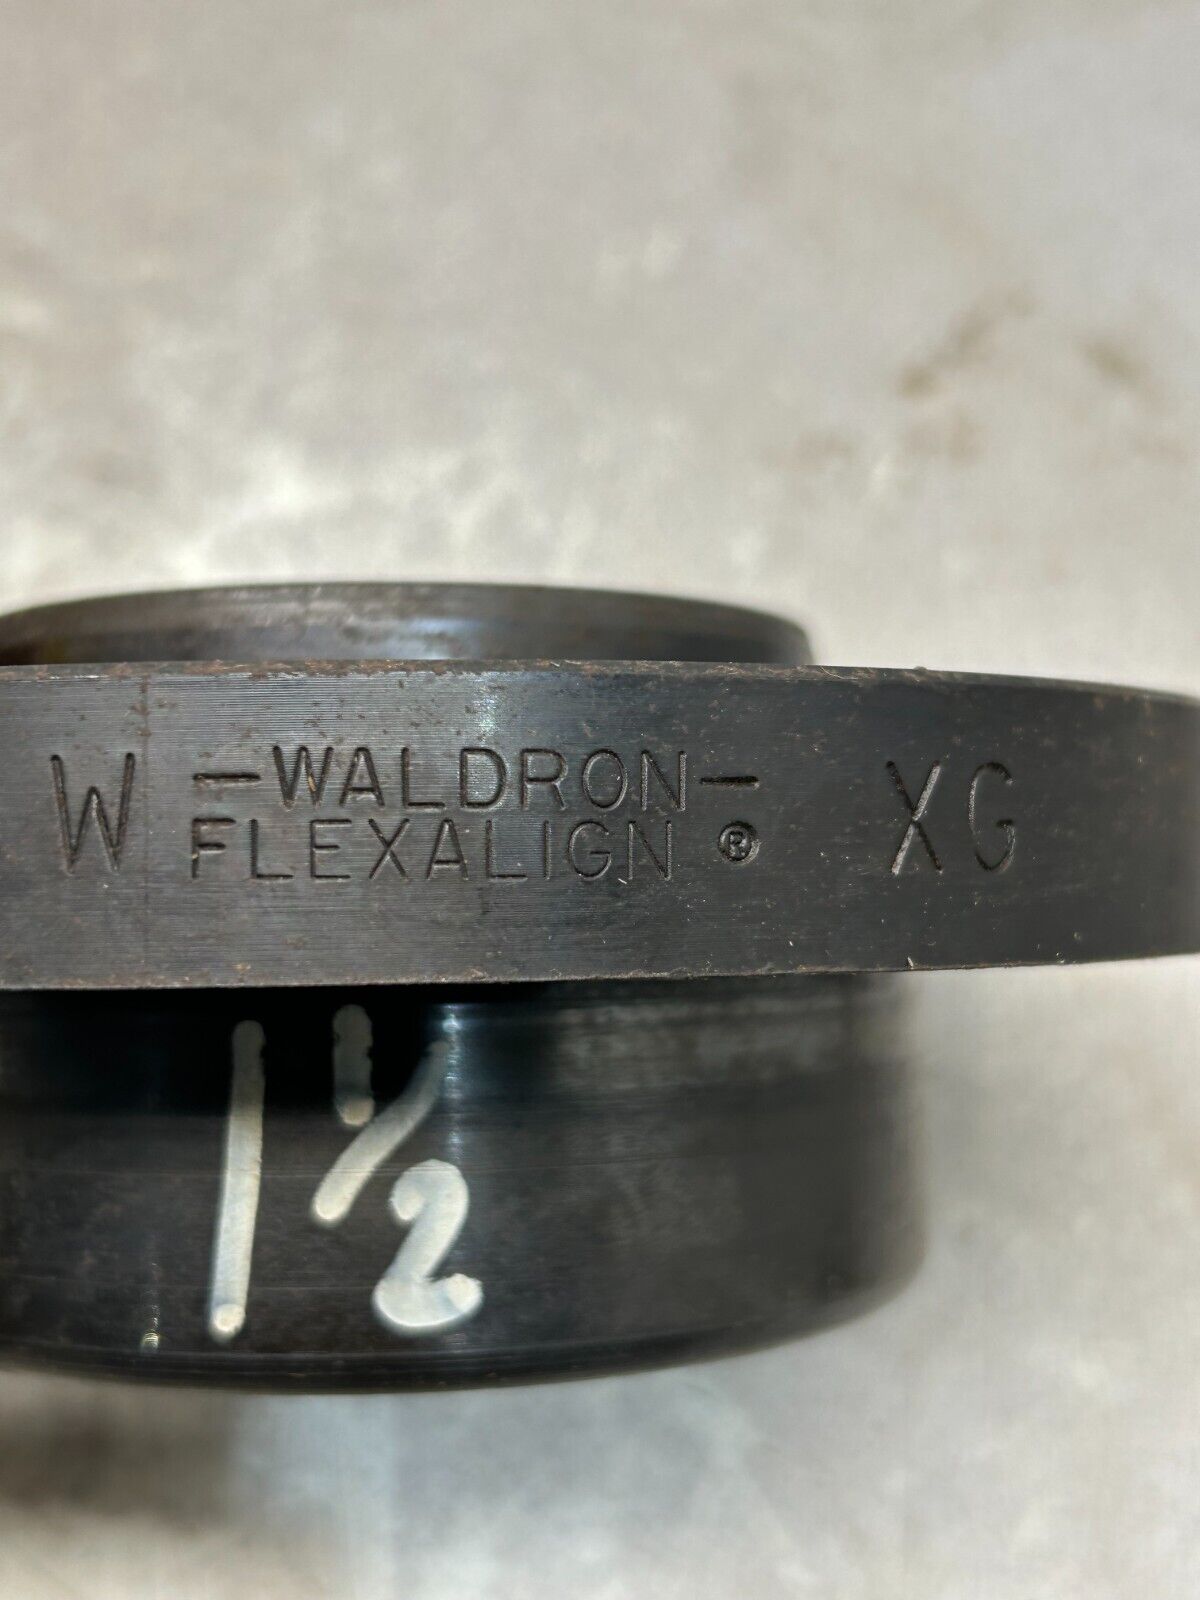 W —WALDRON— XG
FLEXALIGN ®
1 1/2